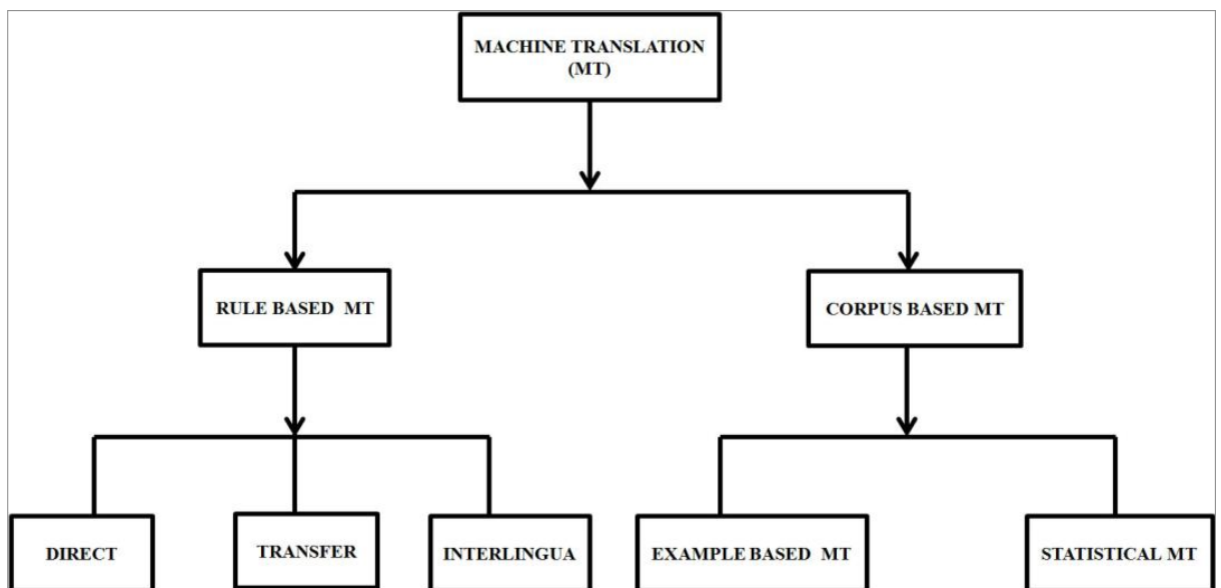 MACHINE TRANSLATION
(MT)
RULE BASED MT
CORPUS BASED MT
DIRECT
TRANSFER
INTERLINGUA
EXAMPLE BASED MT
STATISTICAL MT